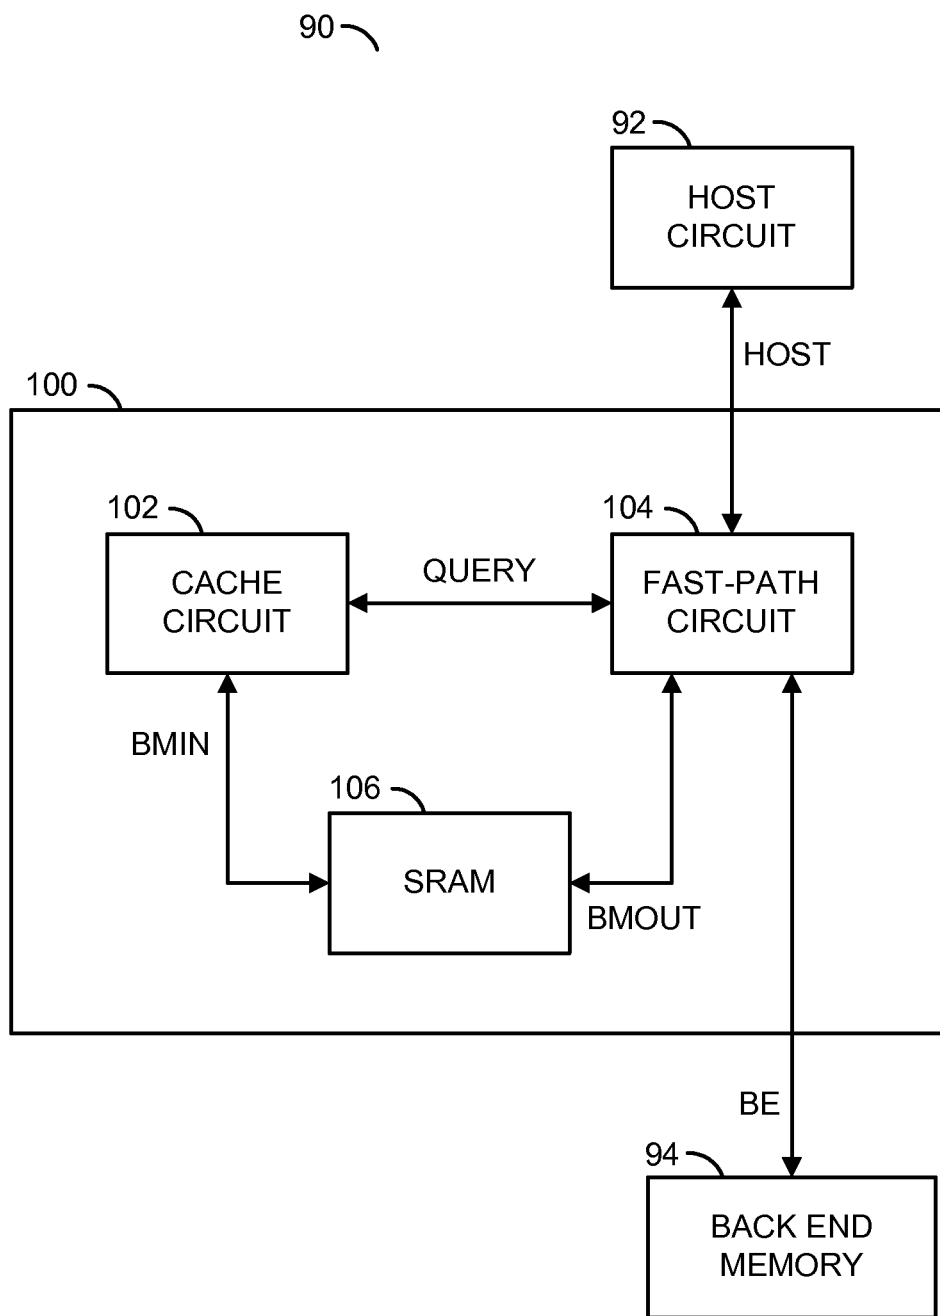 90
92
HOST
CIRCUIT
HOST
100
102
104
CACHE
CIRCUIT
QUERY
FAST-PATH
CIRCUIT
BMIN
106
SRAM
BMOUT
BE
94
BACK END
MEMORY